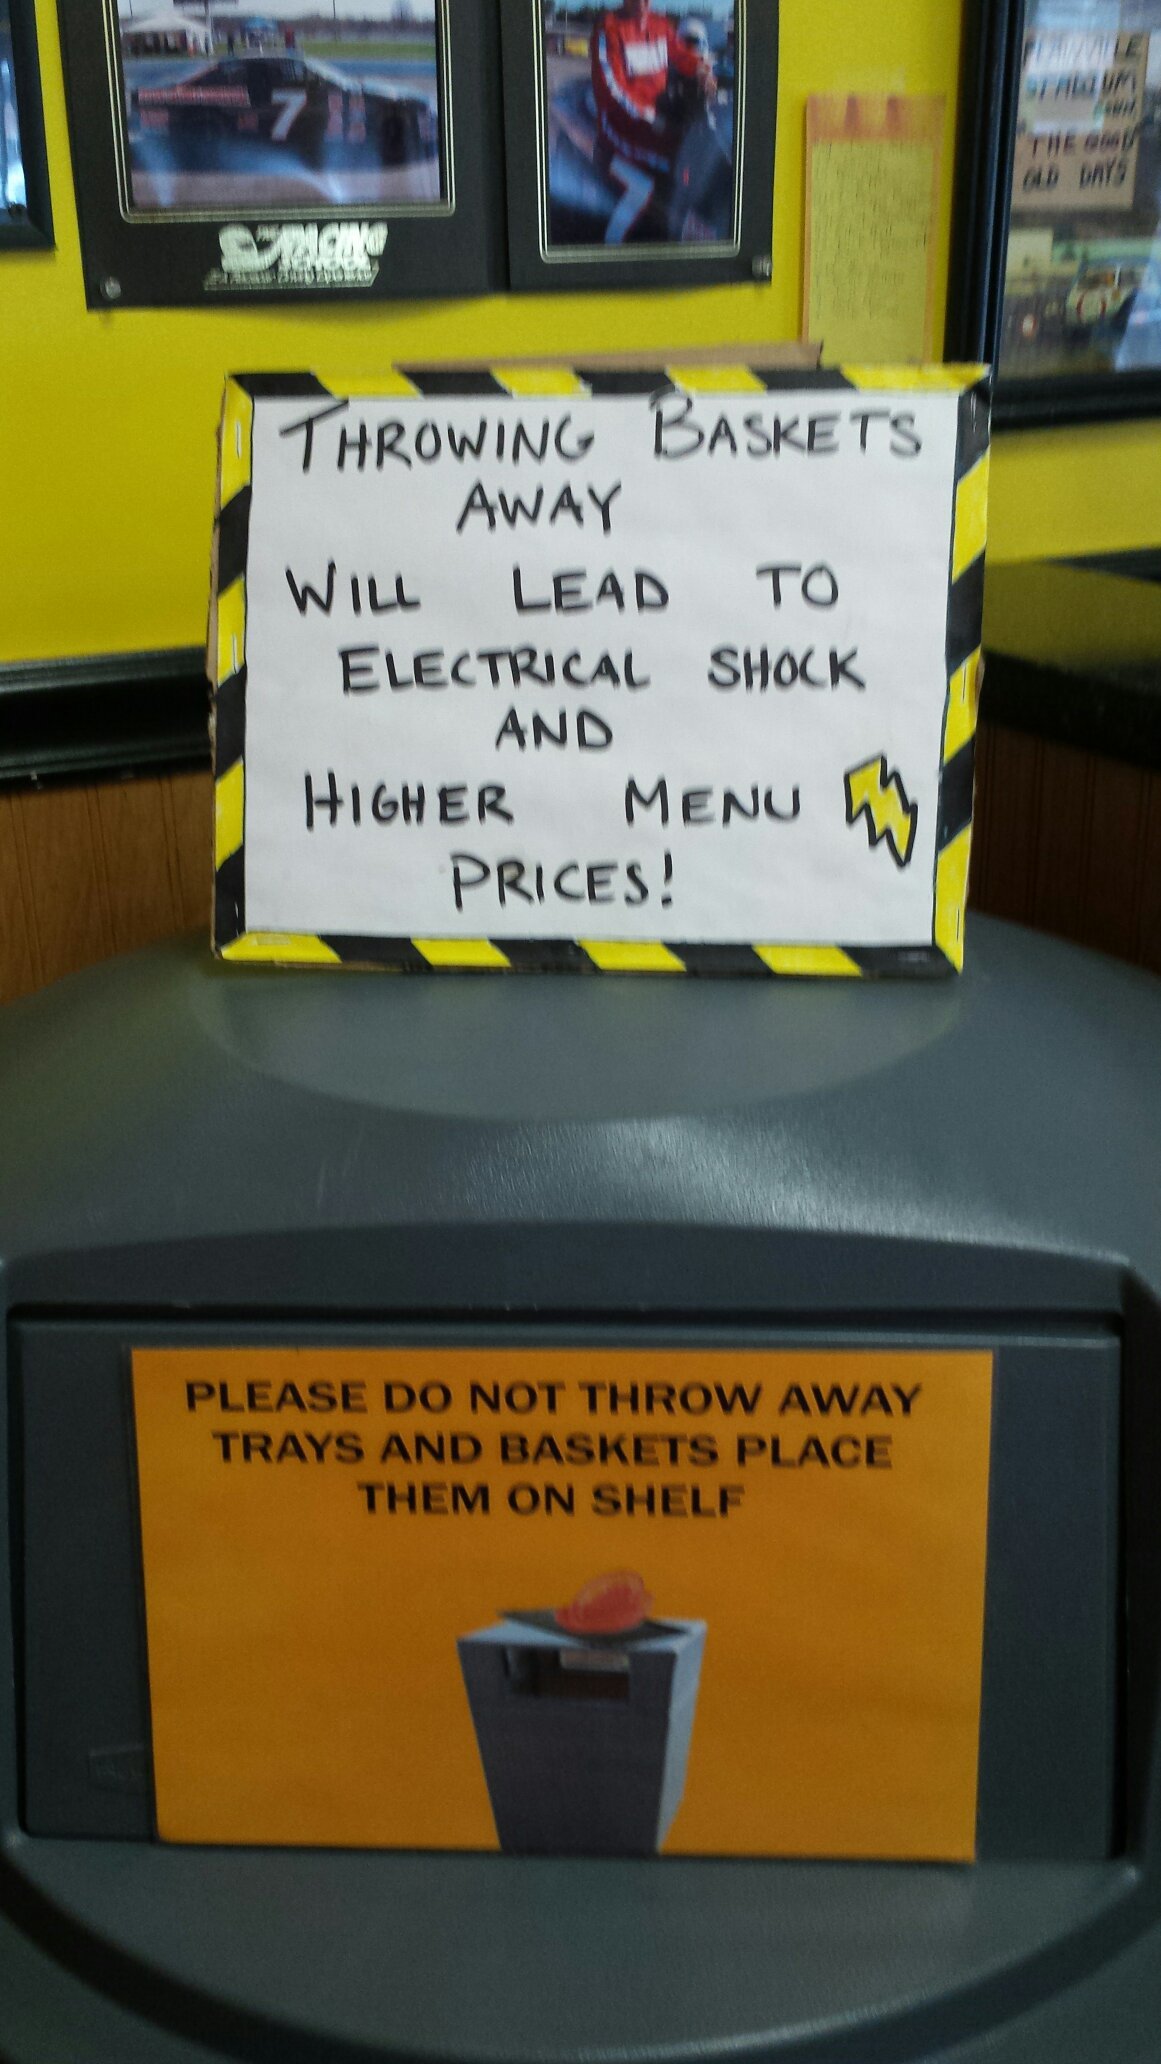 7
RACING
THE GOOD
OLD DAYS
THROWING BASKETS
AWAY
WILL LEAD TO
ELECTRICAL SHOCK
AND
HIGHER MENU
PRICES!
PLEASE DO NOT THROW AWAY
TRAYS AND BASKETS PLACE
THEM ON SHELF